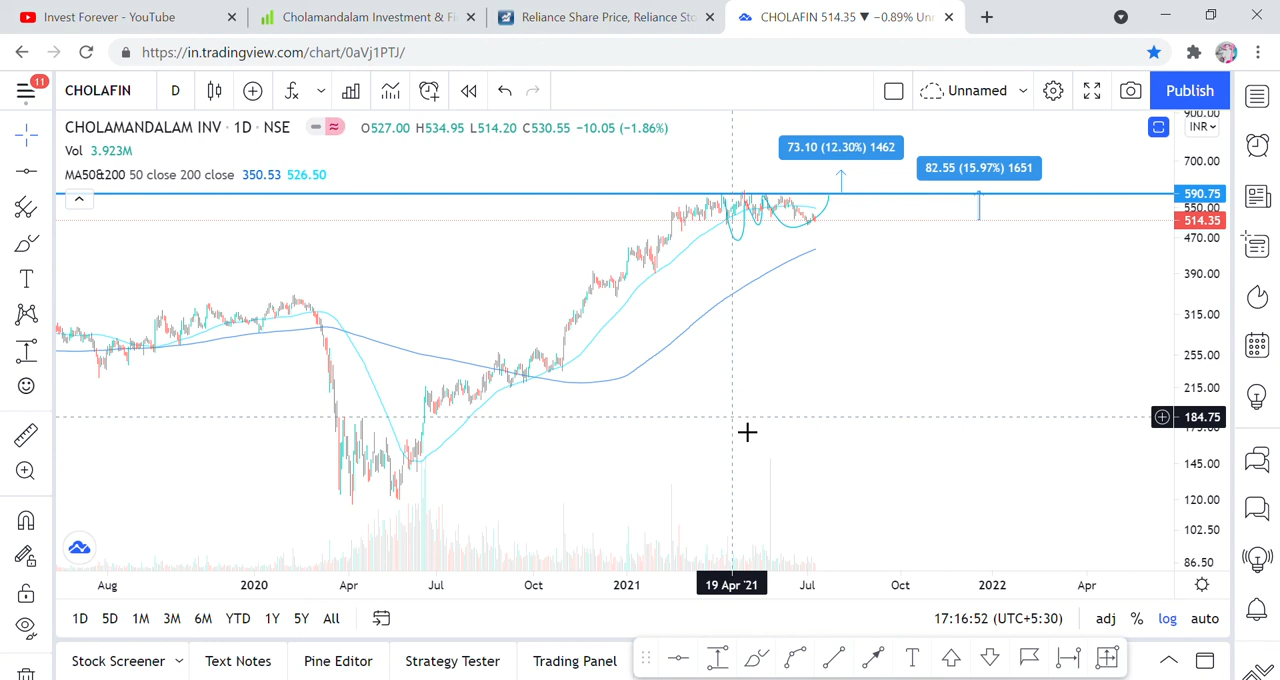 Invest Forever - YouTube
Cholamandalam Investment & Fi
Reliance Share Price, Reliance Sto
CHOLAFIN 514.35 ▼ −0.89% Unn
https://in.tradingview.com/chart/0aVj1PTJ/
11
CHOLAFIN
D
Unnamed
Publish
CHOLAMANDALAM INV · 1D · NSE
O527.00 H534.95 L514.20 C530.55 −10.05 (−1.86%)
Vol 3.923M
MA50&200 50 close 200 close 350.53 526.50
73.10 (12.30%) 1462
82.55 (15.97%) 1651
900.00
INR
700.00
590.75
550.00
514.35
470.00
390.00
315.00
255.00
215.00
184.75
175.00
145.00
120.00
102.50
86.50
Aug
2020
Apr
Jul
Oct
2021
19 Apr '21
Jul
Oct
2022
Apr
1D 5D 1M 3M 6M YTD 1Y 5Y All
17:16:52 (UTC+5:30)
adj % log auto
Stock Screener
Text Notes
Pine Editor
Strategy Tester
Trading Panel